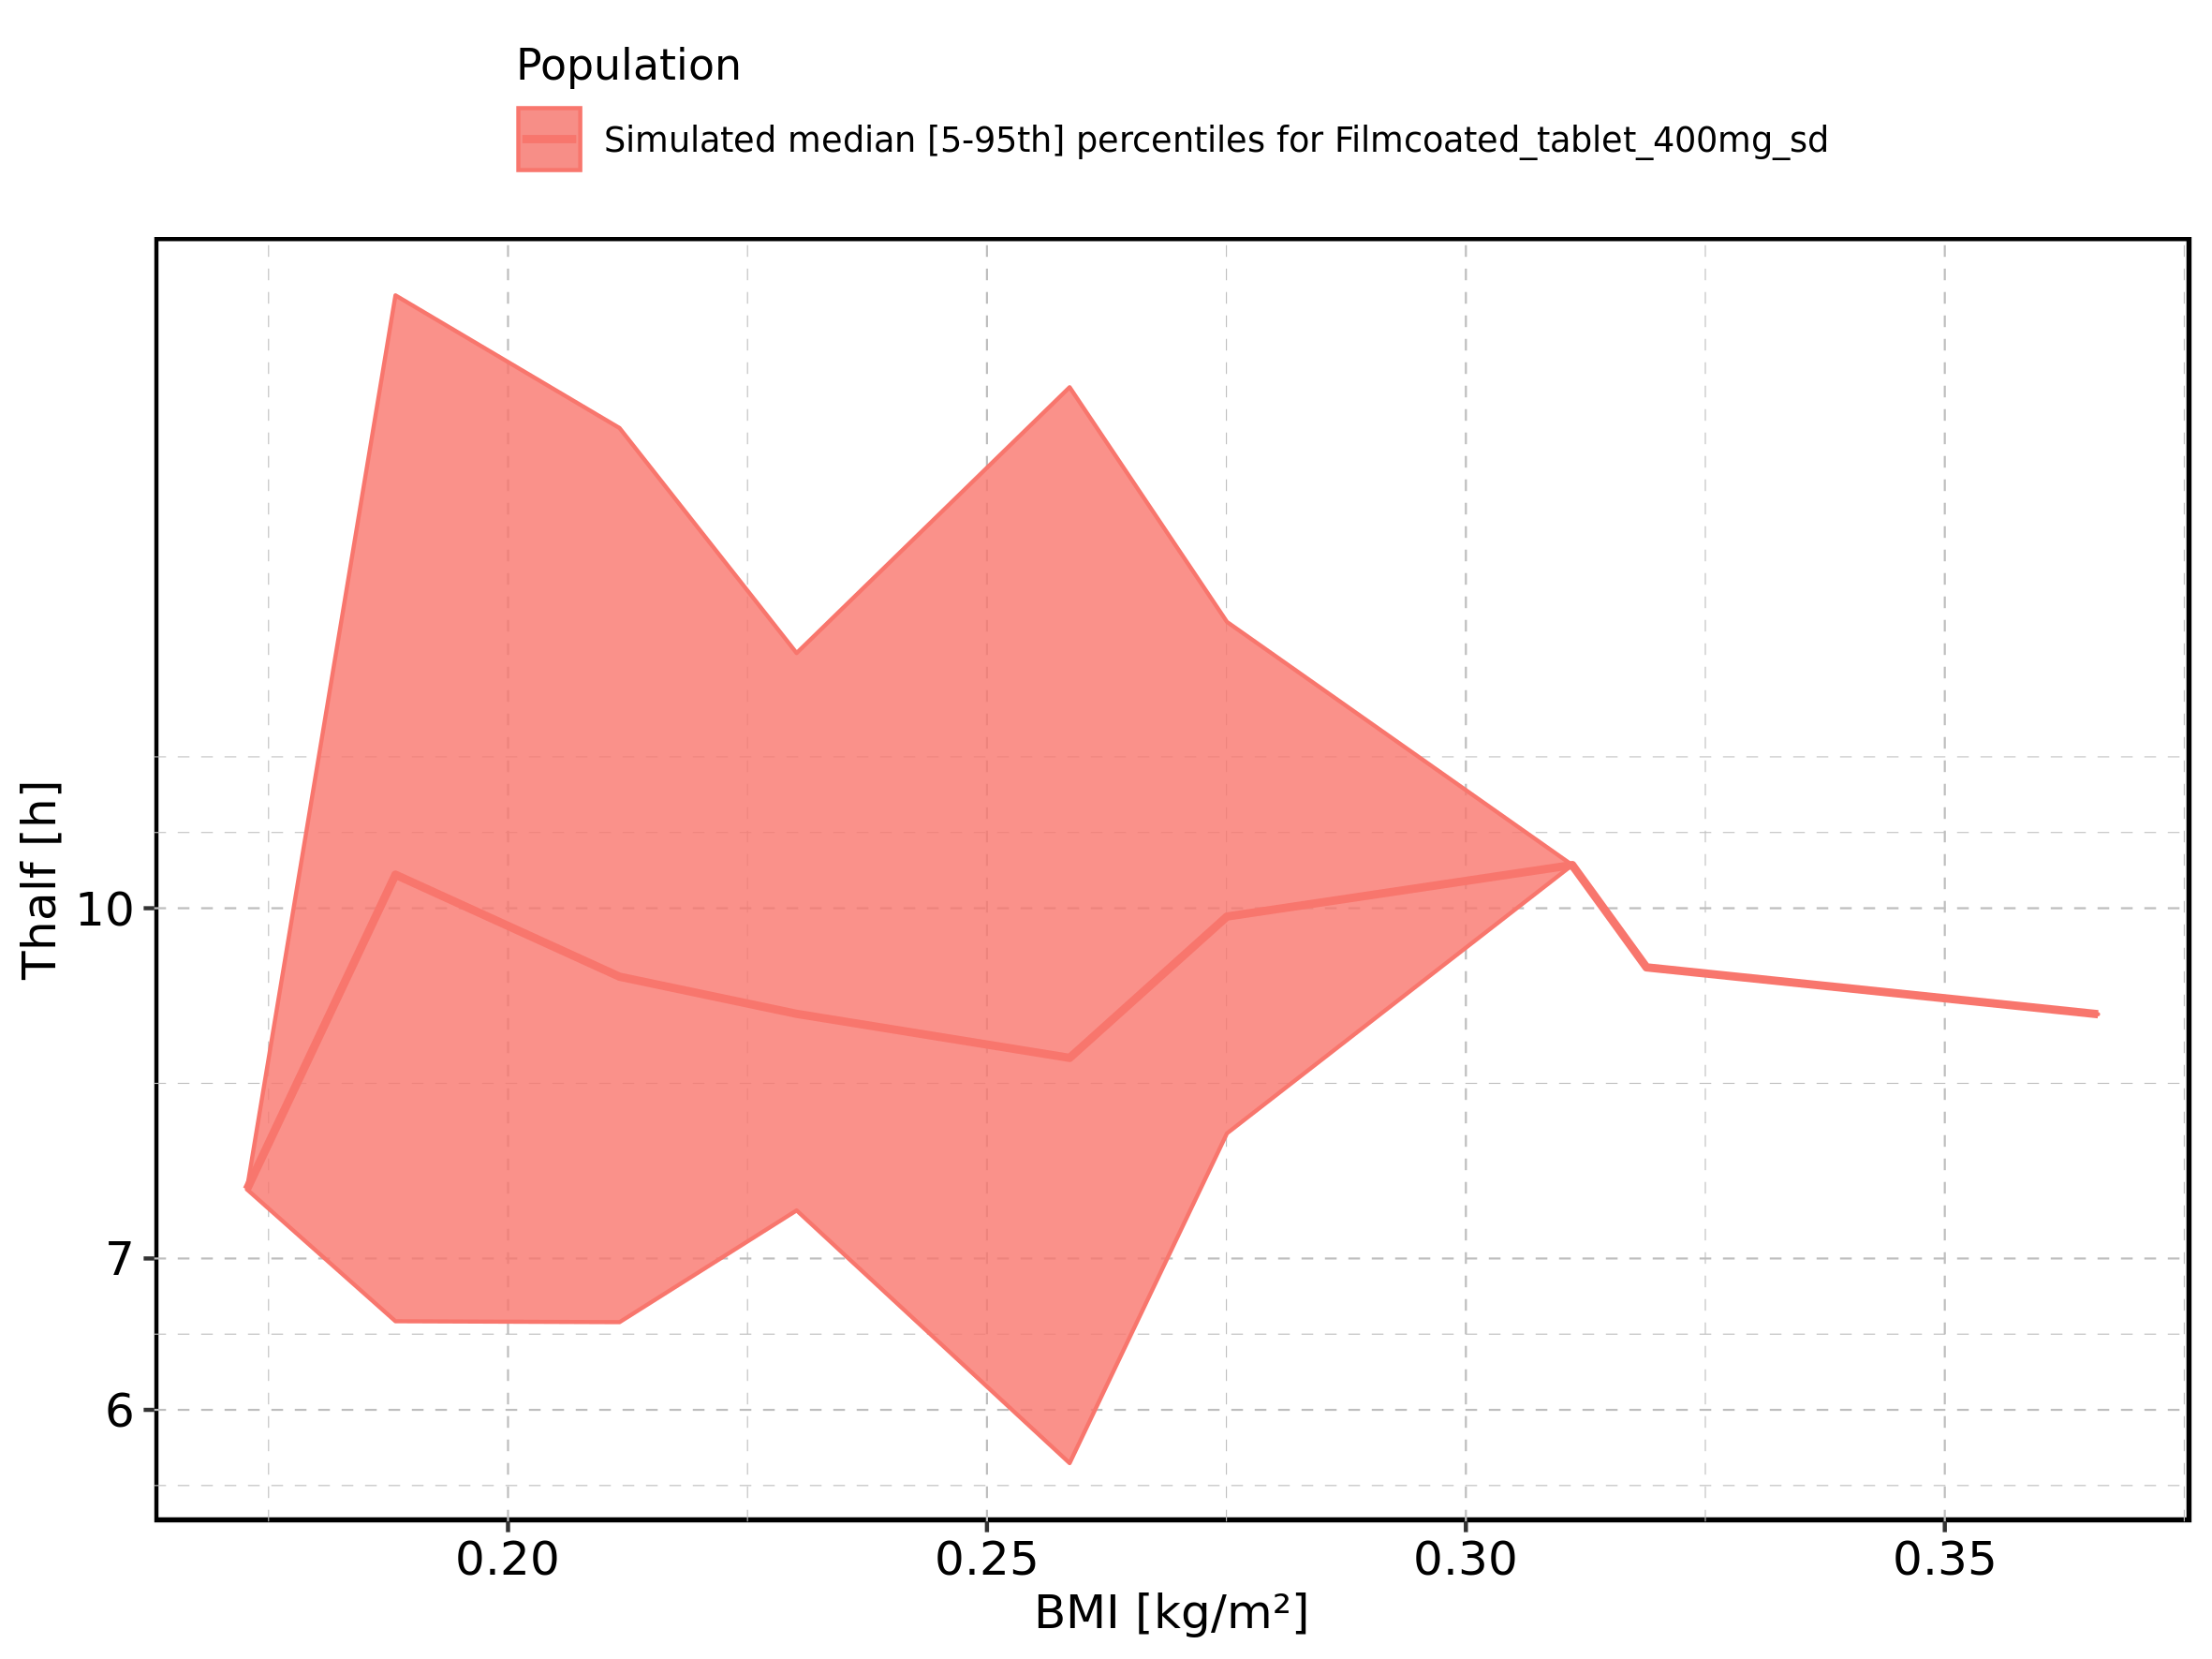 Population
Simulated median [5-95th] percentiles for Filmcoated_tablet_400mg_sd
Thalf [h]
10
7
6
0.20 0.25 0.30 0.35
BMI [kg/m²]